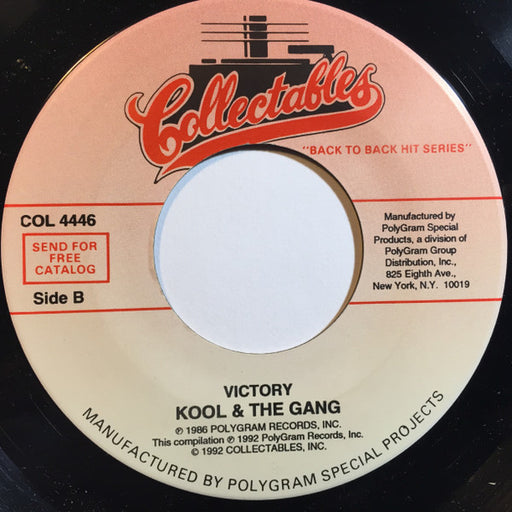 Collectables
"BACK TO BACK HIT SERIES"
COL 4446
SEND FOR
FREE
CATALOG
Side B
Manufactured by
PolyGram Special
Products, a division of
PolyGram Group
Distribution, Inc.,
825 Eighth Ave.,
New York, N.Y. 10019
VICTORY
KOOL & THE GANG
℗ 1986 POLYGRAM RECORDS, INC.
This compilation ℗ 1992 PolyGram Records, Inc.
© 1992 COLLECTABLES, INC.
MANUFACTURED BY POLYGRAM SPECIAL PROJECTS